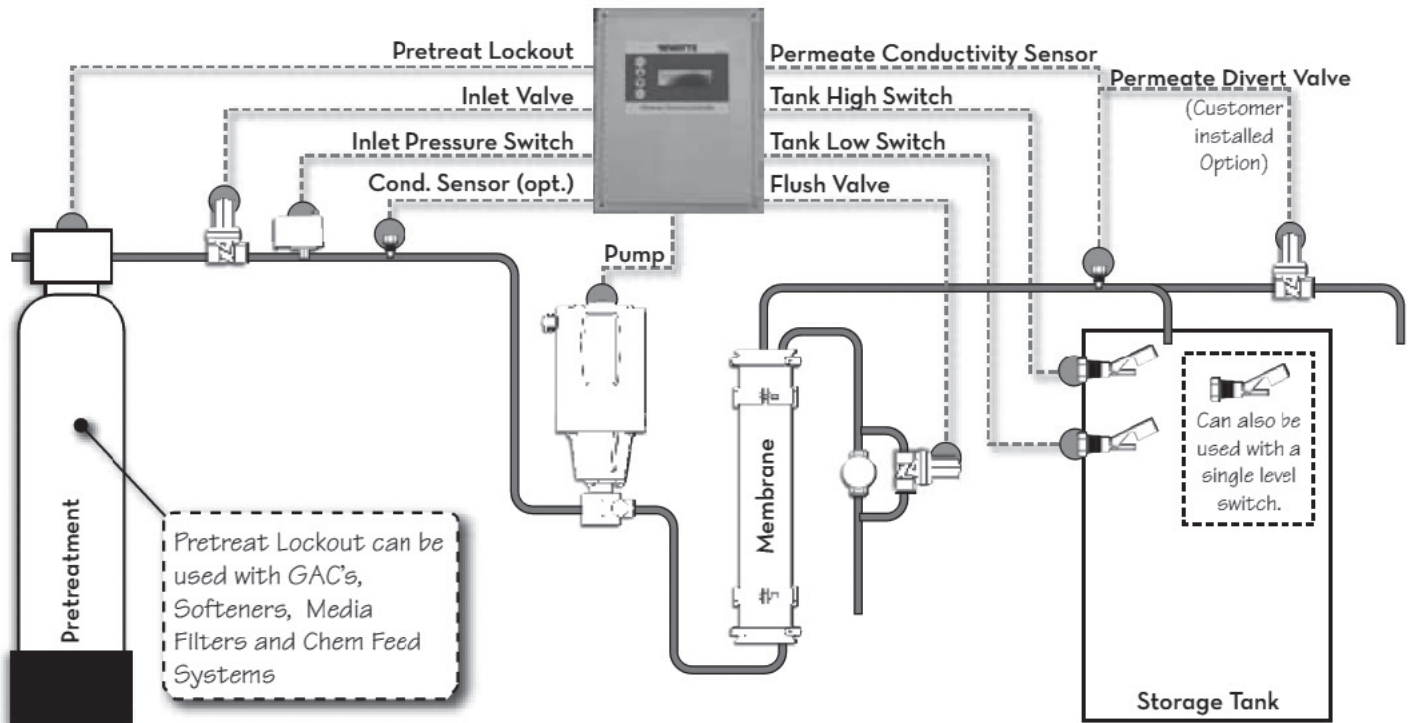 Pretreat Lockout
Inlet Valve
Inlet Pressure Switch
Cond. Sensor (opt.)
WATTS
Permeate Conductivity Sensor
Tank High Switch
Tank Low Switch
Flush Valve
Permeate Divert Valve
(Customer
installed
Option)
Pump
Pretreatment
Pretreat Lockout can be
used with GAC's,
Softeners, Media
Filters and Chem Feed
Systems
Membrane
Can also be
used with a
single level
switch.
Storage Tank